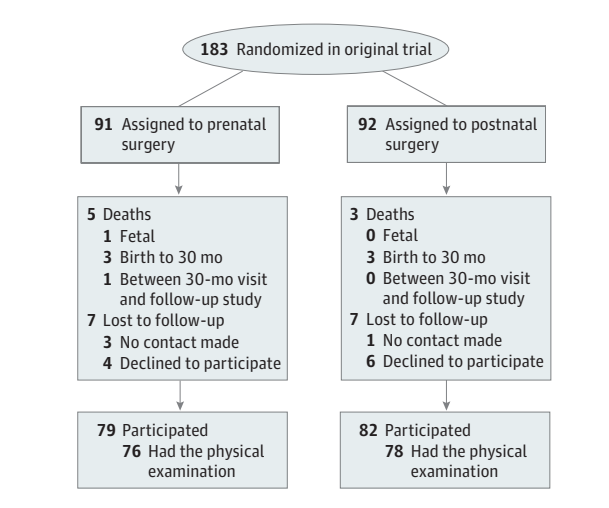 183 Randomized in original trial
91 Assigned to prenatal
surgery
92 Assigned to postnatal
surgery
5 Deaths
1 Fetal
3 Birth to 30 mo
1 Between 30-mo visit
and follow-up study
7 Lost to follow-up
3 No contact made
4 Declined to participate
3 Deaths
0 Fetal
3 Birth to 30 mo
0 Between 30-mo visit
and follow-up study
7 Lost to follow-up
1 No contact made
6 Declined to participate
79 Participated
76 Had the physical
examination
82 Participated
78 Had the physical
examination